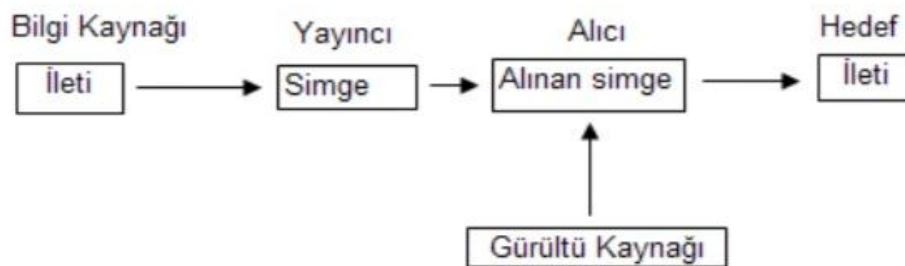 Bilgi Kaynağı
Yayıncı
Alıcı
Hedef
İleti
Simge
Alınan simge
İleti
Gürültü Kaynağı